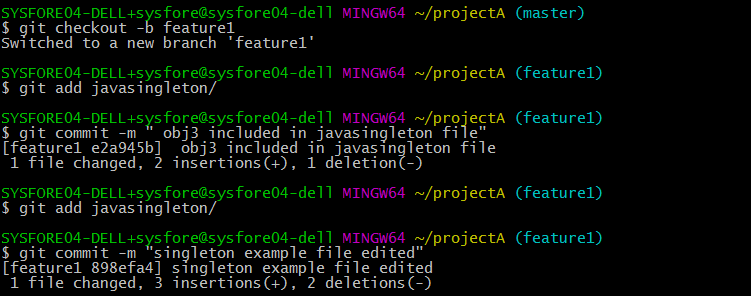 SYSFORE04-DELL+sysfore@sysfore04-dell MINGW64 ~/projectA (master)
$ git checkout -b feature1
Switched to a new branch 'feature1'
SYSFORE04-DELL+sysfore@sysfore04-dell MINGW64 ~/projectA (feature1)
$ git add javasingleton/
SYSFORE04-DELL+sysfore@sysfore04-dell MINGW64 ~/projectA (feature1)
$ git commit -m " obj3 included in javasingleton file"
[feature1 e2a945b]  obj3 included in javasingleton file
 1 file changed, 2 insertions(+), 1 deletion(-)
SYSFORE04-DELL+sysfore@sysfore04-dell MINGW64 ~/projectA (feature1)
$ git add javasingleton/
SYSFORE04-DELL+sysfore@sysfore04-dell MINGW64 ~/projectA (feature1)
$ git commit -m "singleton example file edited"
[feature1 898efa4] singleton example file edited
 1 file changed, 3 insertions(+), 2 deletions(-)